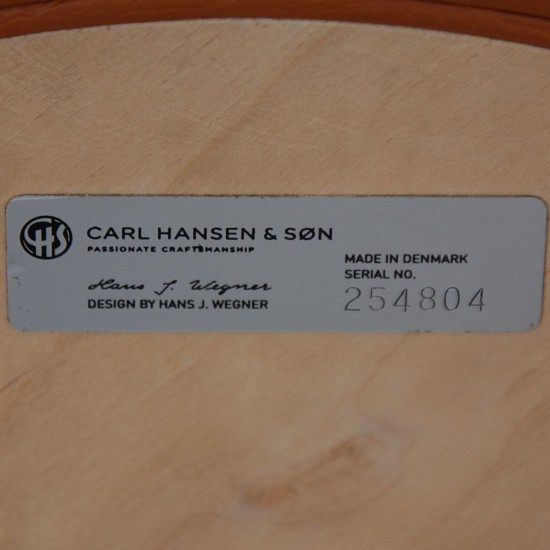 CHS
CARL HANSEN & SØN
PASSIONATE CRAFTSMANSHIP
Hans J. Wegner
DESIGN BY HANS J. WEGNER
MADE IN DENMARK
SERIAL NO.
254804